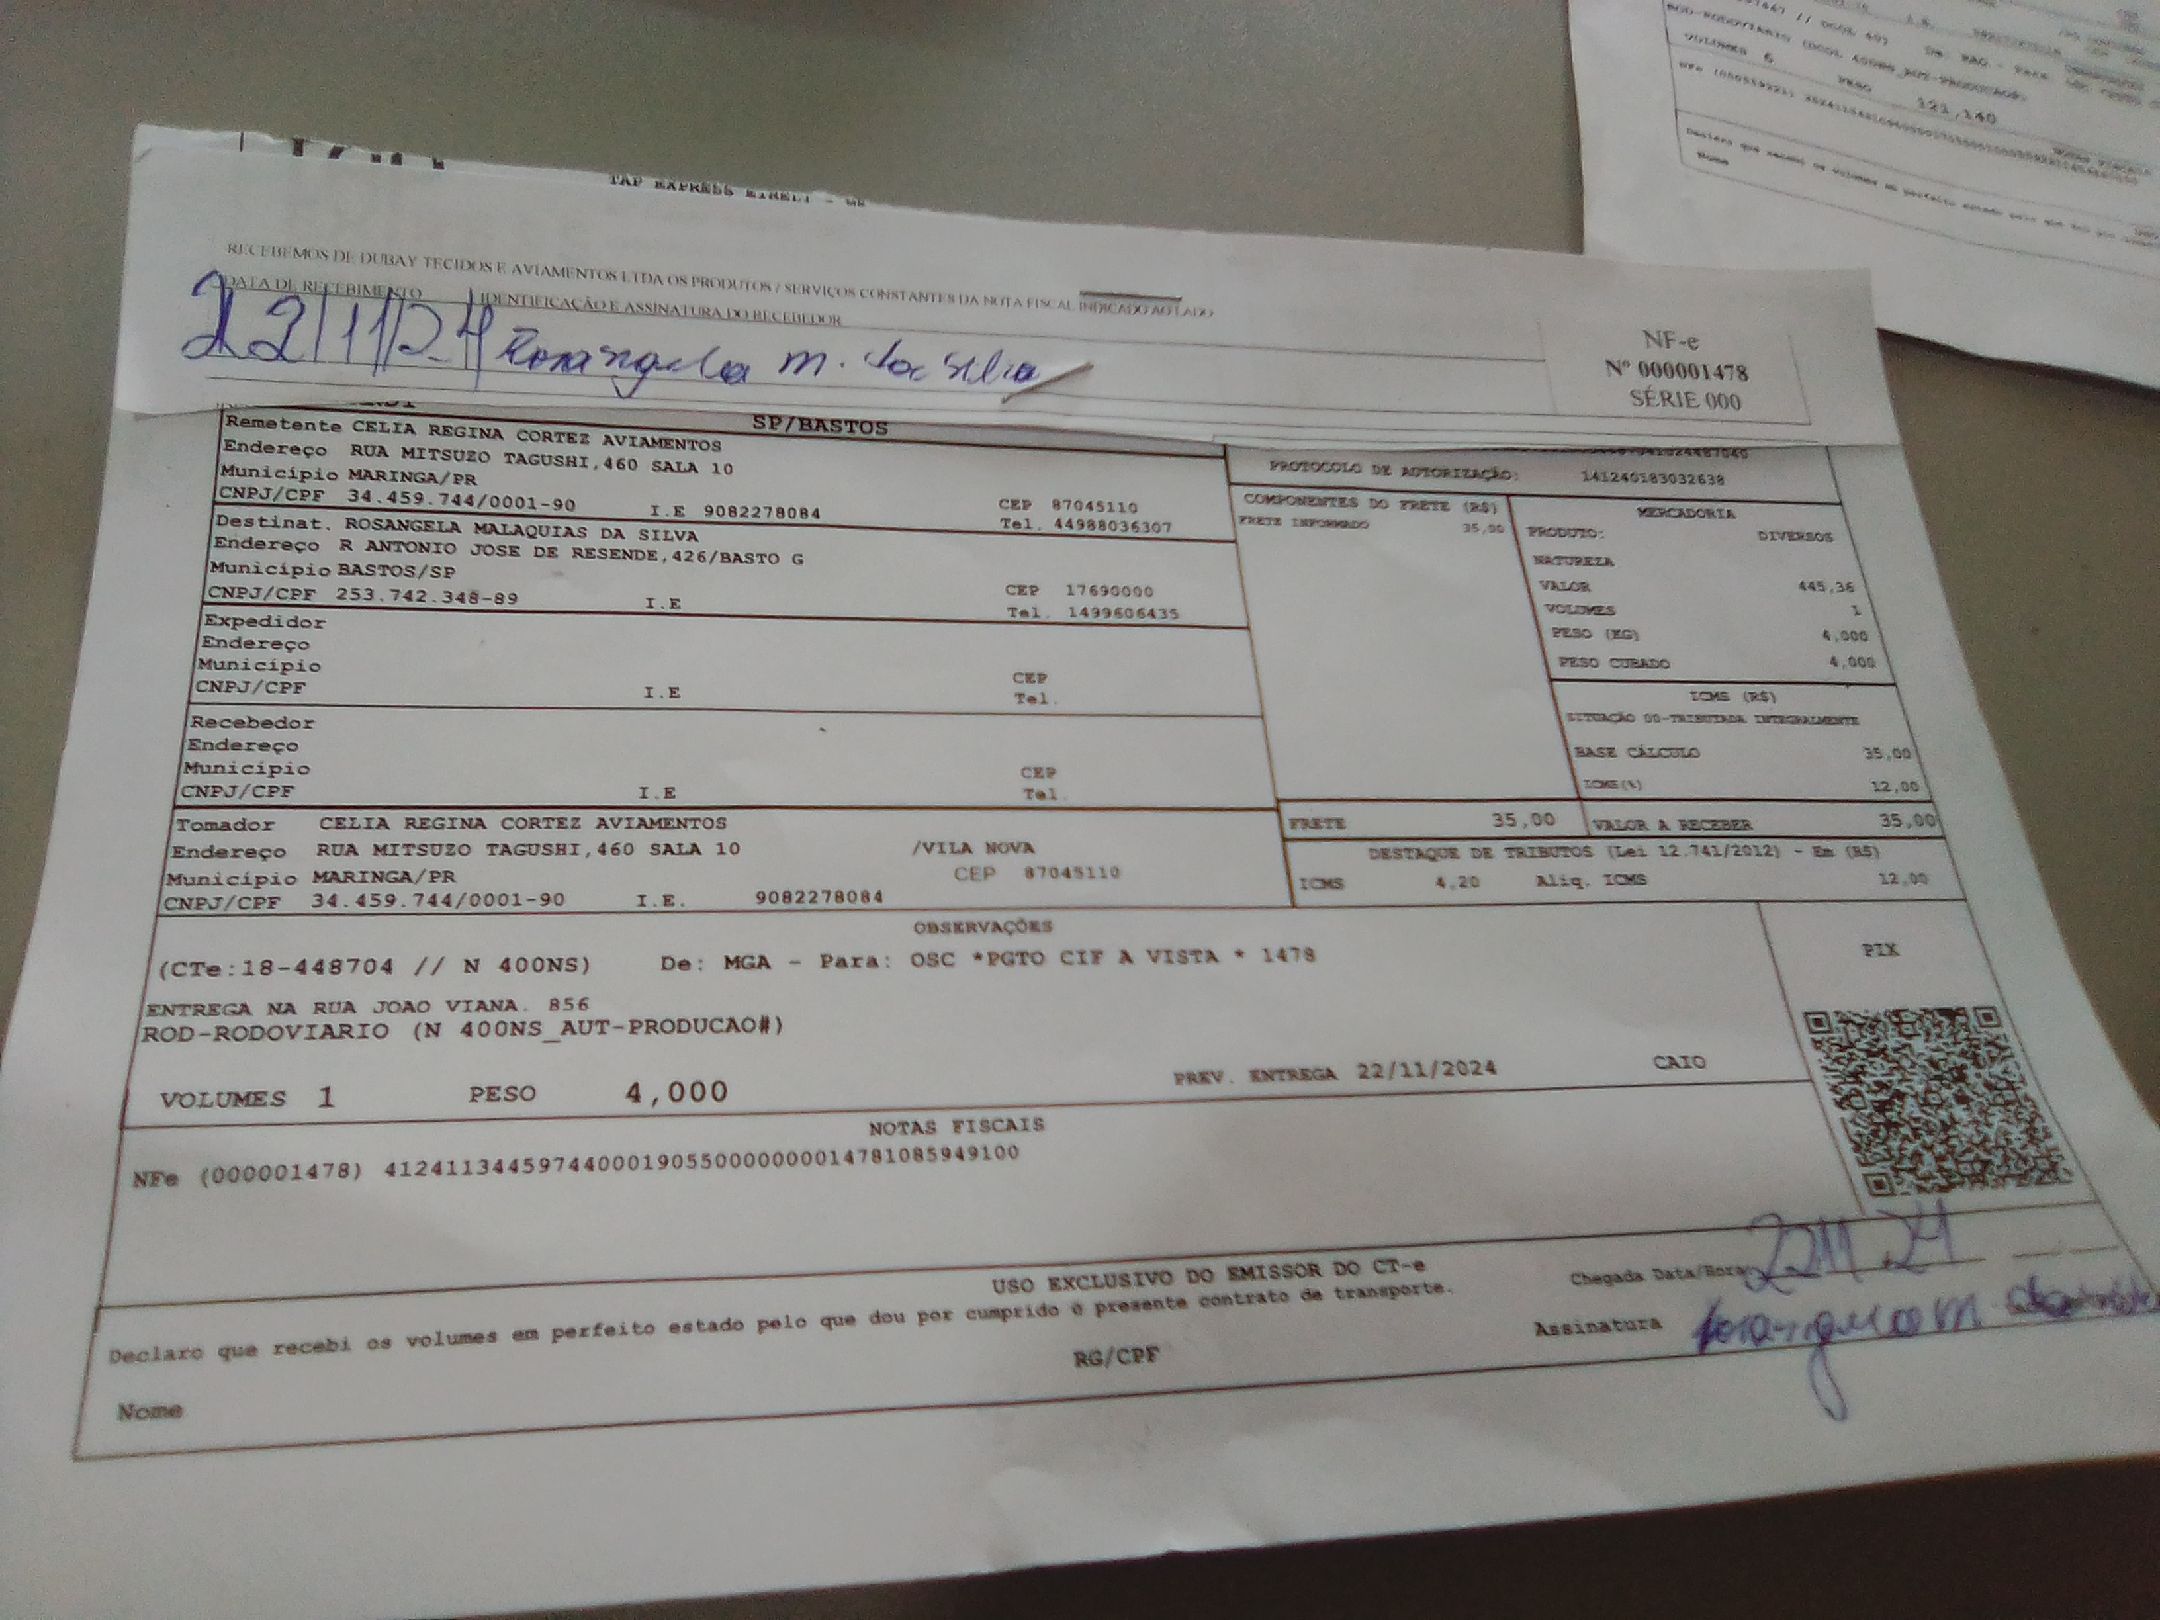 TAP EXPRESS EIRELI - ME
RECEBEMOS DE DUBAY TECIDOS E AVIAMENTOS LTDA OS PRODUTOS / SERVIÇOS CONSTANTES DA NOTA FISCAL INDICADO AO LADO
DATA DE RECEBIMENTO IDENTIFICAÇÃO E ASSINATURA DO RECEBEDOR
22/11/24 Rosangela m. da Silva
NF-e
Nº 000001478
SÉRIE 000
SP/BASTOS
Remetente CELIA REGINA CORTEZ AVIAMENTOS
Endereço RUA MITSUZO TAGUSHI,460 SALA 10
Município MARINGA/PR
CNPJ/CPF 34.459.744/0001-90 I.E 9082278084 CEP 87045110
Tel. 44988036307
Destinat. ROSANGELA MALAQUIAS DA SILVA
Endereço R ANTONIO JOSE DE RESENDE,426/BASTO G
Município BASTOS/SP
CNPJ/CPF 253.742.348-89 I.E CEP 17690000
Tel. 1499606435
Expedidor
Endereço
Município
CNPJ/CPF I.E CEP
Tel.
Recebedor
Endereço
Município
CNPJ/CPF I.E CEP
Tel.
Tomador CELIA REGINA CORTEZ AVIAMENTOS
Endereço RUA MITSUZO TAGUSHI,460 SALA 10 /VILA NOVA
Município MARINGA/PR CEP 87045110
CNPJ/CPF 34.459.744/0001-90 I.E. 9082278084
PROTOCOLO DE AUTORIZAÇÃO: 141240183032638
COMPONENTES DO FRETE (R$)
FRETE INFORMADO 35,00
MERCADORIA
PRODUTO: DIVERSOS
NATUREZA
VALOR 445,36
VOLUMES 1
PESO (KG) 4,000
PESO CUBADO 4,000
ICMS (R$)
SITUAÇÃO 00-TRIBUTADA INTEGRALMENTE
BASE CÁLCULO 35,00
ICMS(%) 12,00
FRETE 35,00 VALOR A RECEBER 35,00
DESTAQUE DE TRIBUTOS (Lei 12.741/2012) - Em (R$)
ICMS 4,20 Aliq. ICMS 12,00
OBSERVAÇÕES
(CTe:18-448704 // N 400NS) De: MGA - Para: OSC *PGTO CIF A VISTA * 1478
ENTREGA NA RUA JOAO VIANA. 856
ROD-RODOVIARIO (N 400NS_AUT-PRODUCAO#)
VOLUMES 1 PESO 4,000 PREV. ENTREGA 22/11/2024 CAIO
PIX
NOTAS FISCAIS
NFe (000001478) 41241134459744000190550000000014781085949100
USO EXCLUSIVO DO EMISSOR DO CT-e
Declaro que recebi os volumes em perfeito estado pelo que dou por cumprido o presente contrato de transporte.
Chegada Data/Hora 22 11 24
Assinatura
Nome RG/CPF
VOLUMES 6 PESO 121,140
Declaro que recebi os volumes em perfeito estado pelo que dou por
Nome